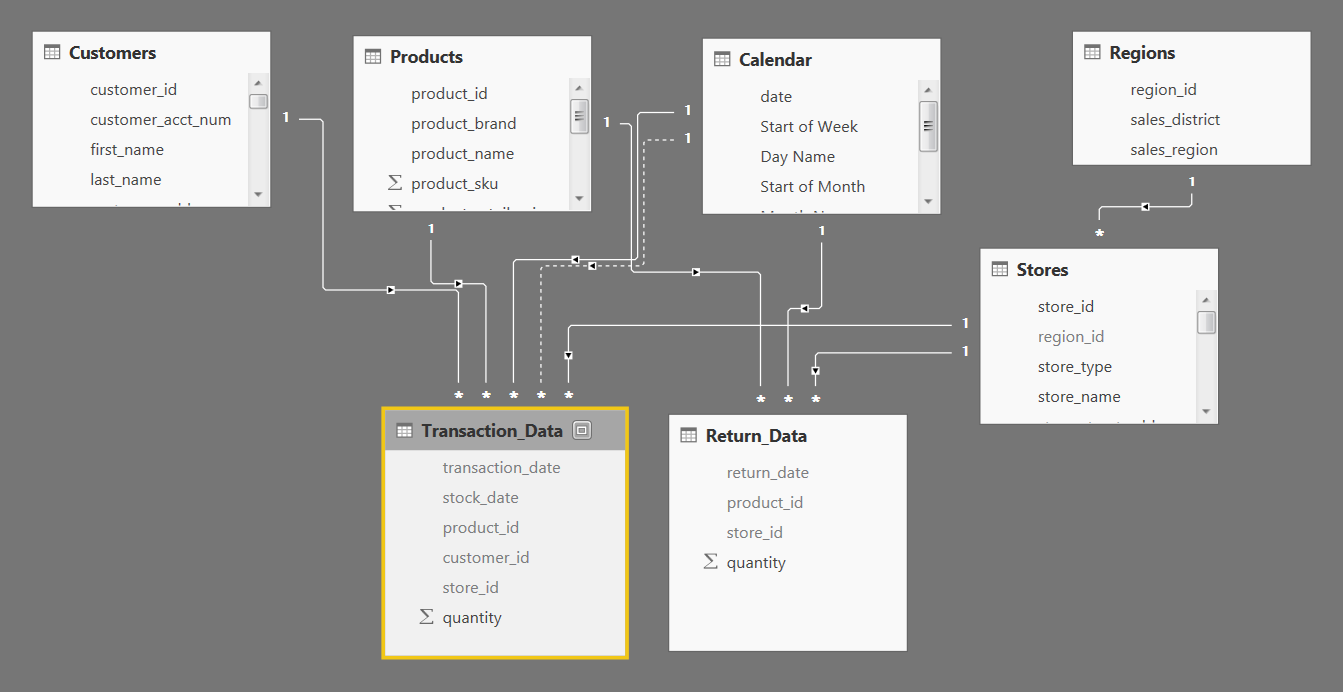 Customers
customer_id
customer_acct_num
first_name
last_name
Products
product_id
product_brand
product_name
∑ product_sku
Calendar
date
Start of Week
Day Name
Start of Month
Regions
region_id
sales_district
sales_region
1
1
1
1
1
1
1
*
Stores
store_id
region_id
store_type
store_name
1
1
* * * * *
* * *
Transaction_Data
transaction_date
stock_date
product_id
customer_id
store_id
∑ quantity
Return_Data
return_date
product_id
store_id
∑ quantity